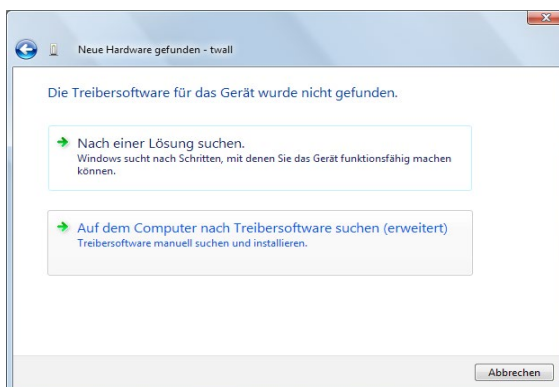 Neue Hardware gefunden - twall
Die Treibersoftware für das Gerät wurde nicht gefunden.
Nach einer Lösung suchen.
Windows sucht nach Schritten, mit denen Sie das Gerät funktionsfähig machen
können.
Auf dem Computer nach Treibersoftware suchen (erweitert)
Treibersoftware manuell suchen und installieren.
Abbrechen